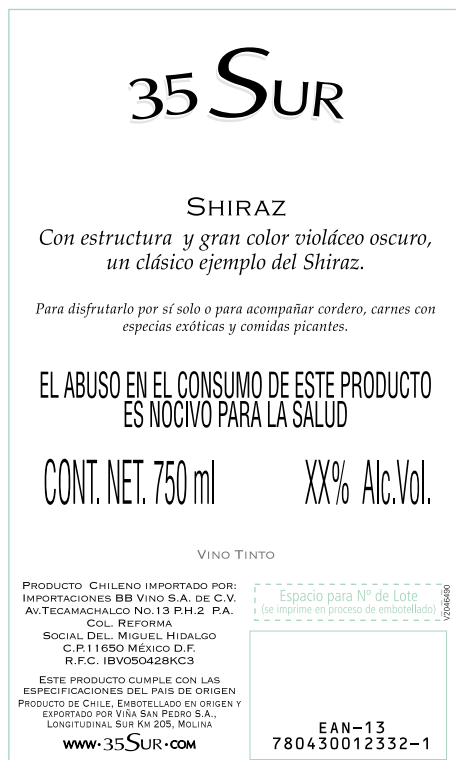 35 SUR
SHIRAZ
Con estructura y gran color violáceo oscuro,
un clásico ejemplo del Shiraz.
Para disfrutarlo por sí solo o para acompañar cordero, carnes con
especias exóticas y comidas picantes.
EL ABUSO EN EL CONSUMO DE ESTE PRODUCTO
ES NOCIVO PARA LA SALUD
CONT. NET. 750 ml XX% Alc.Vol.
VINO TINTO
PRODUCTO CHILENO IMPORTADO POR:
IMPORTACIONES BB VINO S.A. DE C.V.
AV.TECAMACHALCO NO.13 P.H.2 P.A.
COL. REFORMA
SOCIAL DEL. MIGUEL HIDALGO
C.P.11650 MÉXICO D.F.
R.F.C. IBV050428KC3
ESTE PRODUCTO CUMPLE CON LAS
ESPECIFICACIONES DEL PAIS DE ORIGEN
PRODUCTO DE CHILE, EMBOTELLADO EN ORIGEN Y
EXPORTADO POR VIÑA SAN PEDRO S.A.,
LONGITUDINAL SUR KM 205, MOLINA
WWW·35SUR·COM
Espacio para Nº de Lote
(se imprime en proceso de embotellado)
V2046490
EAN-13
780430012332-1